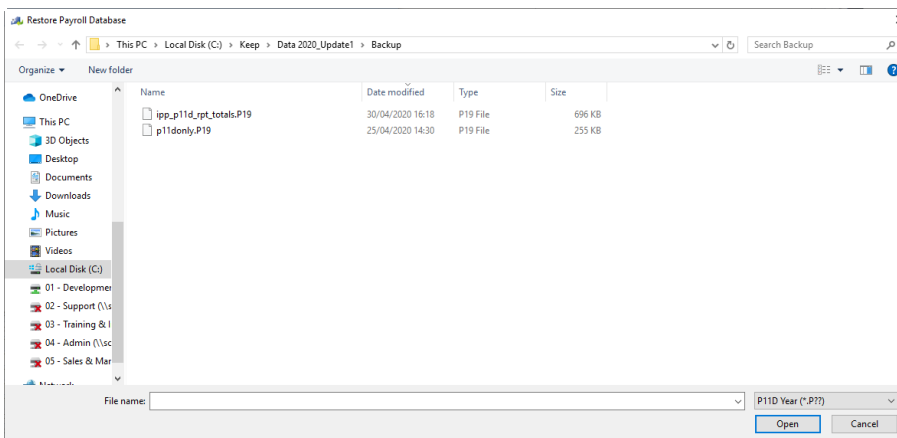 Restore Payroll Database
This PC > Local Disk (C:) > Keep > Data 2020_Update1 > Backup
Search Backup
Organize
New folder
Name Date modified Type Size
ipp_p11d_rpt_totals.P19 30/04/2020 16:18 P19 File 696 KB
p11donly.P19 25/04/2020 14:30 P19 File 255 KB
OneDrive
This PC
3D Objects
Desktop
Documents
Downloads
Music
Pictures
Videos
Local Disk (C:)
01 - Developmer
02 - Support (\\s
03 - Training & I
04 - Admin (\\sc
05 - Sales & Mar
File name:
P11D Year (*.P??)
Open
Cancel